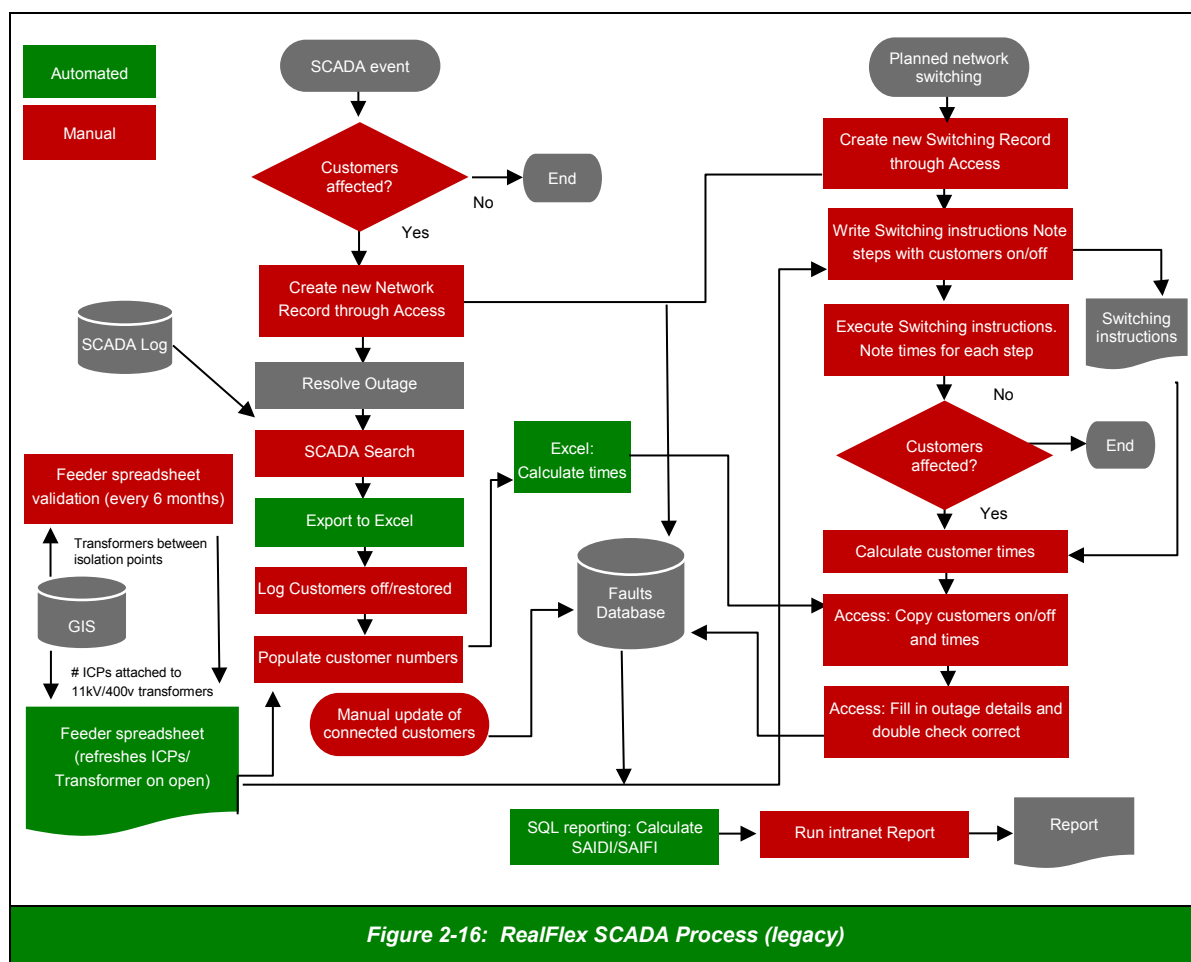 Automated
Manual
SCADA event
Customers
affected?
No
End
Yes
Create new Network
Record through Access
SCADA Log
Resolve Outage
SCADA Search
Export to Excel
Log Customers off/restored
Populate customer numbers
Excel:
Calculate times
Feeder spreadsheet
validation (every 6 months)
Transformers between
isolation points
GIS
# ICPs attached to
11kV/400v transformers
Feeder spreadsheet
(refreshes ICPs/
Transformer on open)
Manual update of
connected customers
Faults
Database
Planned network
switching
Create new Switching Record
through Access
Write Switching instructions Note
steps with customers on/off
Switching
instructions
Execute Switching instructions.
Note times for each step
No
Customers
affected?
End
Yes
Calculate customer times
Access: Copy customers on/off
and times
Access: Fill in outage details and
double check correct
SQL reporting: Calculate
SAIDI/SAIFI
Run intranet Report
Report
Figure 2-16: RealFlex SCADA Process (legacy)